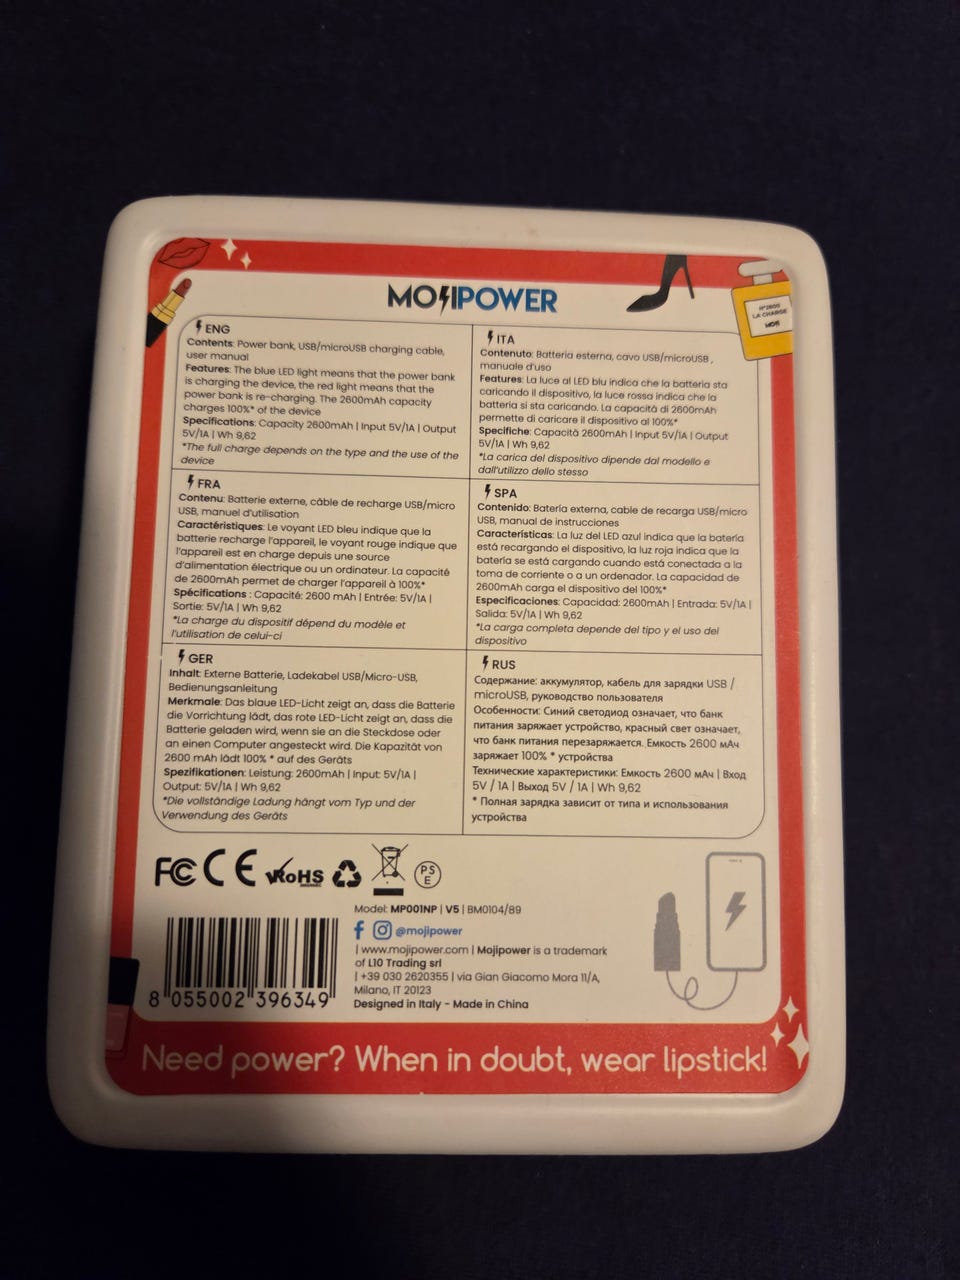 MOJIPOWER
N°2600
LA CHARGE
MOJI
ENG
Contents: Power bank, USB/microUSB charging cable,
user manual
Features: The blue LED light means that the power bank
is charging the device, the red light means that the
power bank is re-charging. The 2600mAh capacity
charges 100%* of the device
Specifications: Capacity 2600mAh | Input 5V/1A | Output
5V/1A | Wh 9,62
*The full charge depends on the type and the use of the
device
ITA
Contenuto: Batteria esterna, cavo USB/microUSB ,
manuale d'uso
Features: La luce al LED blu indica che la batteria sta
caricando il dispositivo, la luce rossa indica che la
batteria si sta caricando. La capacità di 2600mAh
permette di caricare il dispositivo al 100%*
Specifiche: Capacità 2600mAh | Input 5V/1A | Output
5V/1A | Wh 9,62
*La carica del dispositivo dipende dal modello e
dall'utilizzo dello stesso
FRA
Contenu: Batterie externe, câble de recharge USB/micro
USB, manuel d'utilisation
Caractéristiques: Le voyant LED bleu indique que la
batterie recharge l'appareil, le voyant rouge indique que
l'appareil est en charge depuis une source
d'alimentation électrique ou un ordinateur. La capacité
de 2600mAh permet de charger l'appareil à 100%*
Spécifications : Capacité: 2600 mAh | Entrée: 5V/1A |
Sortie: 5V/1A | Wh 9,62
*La charge du dispositif dépend du modèle et
l'utilisation de celui-ci
SPA
Contenido: Batería externa, cable de recarga USB/micro
USB, manual de instrucciones
Características: La luz del LED azul indica que la batería
está recargando el dispositivo, la luz roja indica que la
batería se está cargando cuando está conectada a la
toma de corriente o a un ordenador. La capacidad de
2600mAh carga el dispositivo del 100%*
Especificaciones: Capacidad: 2600mAh | Entrada: 5V/1A |
Salida: 5V/1A | Wh 9,62
*La carga completa depende del tipo y el uso del
dispositivo
GER
Inhalt: Externe Batterie, Ladekabel USB/Micro-USB,
Bedienungsanleitung
Merkmale: Das blaue LED-Licht zeigt an, dass die Batterie
die Vorrichtung lädt, das rote LED-Licht zeigt an, dass die
Batterie geladen wird, wenn sie an die Steckdose oder
an einen Computer angesteckt wird. Die Kapazität von
2600 mAh lädt 100% * auf des Geräts
Spezifikationen: Leistung: 2600mAh | Input: 5V/1A |
Output: 5V/1A | Wh 9,62
*Die vollständige Ladung hängt vom Typ und der
Verwendung des Geräts
RUS
Содержание: аккумулятор, кабель для зарядки USB /
microUSB, руководство пользователя
Особенности: Синий светодиод означает, что банк
питания заряжает устройство, красный свет означает,
что банк питания перезаряжается. Емкость 2600 мАч
заряжает 100% * устройства
Технические характеристики: Емкость 2600 мАч | Вход
5V / 1A | Выход 5V / 1A | Wh 9,62
* Полная зарядка зависит от типа и использования
устройства
FC CE RoHS PS E
Model: MP001NP | V5 | BM0104/89
@mojipower
| www.mojipower.com | Mojipower is a trademark
of L10 Trading srl
| +39 030 2620355 | via Gian Giacomo Mora 11/A,
Milano, IT 20123
Designed in Italy - Made in China
8 055002 396349
Need power? When in doubt, wear lipstick!